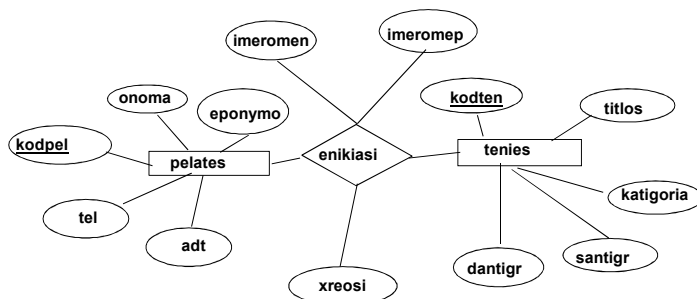 imeromen
imeromep
onoma
eponymo
kodten
titlos
kodpel
pelates
enikiasi
tenies
katigoria
tel
adt
santigr
dantigr
xreosi